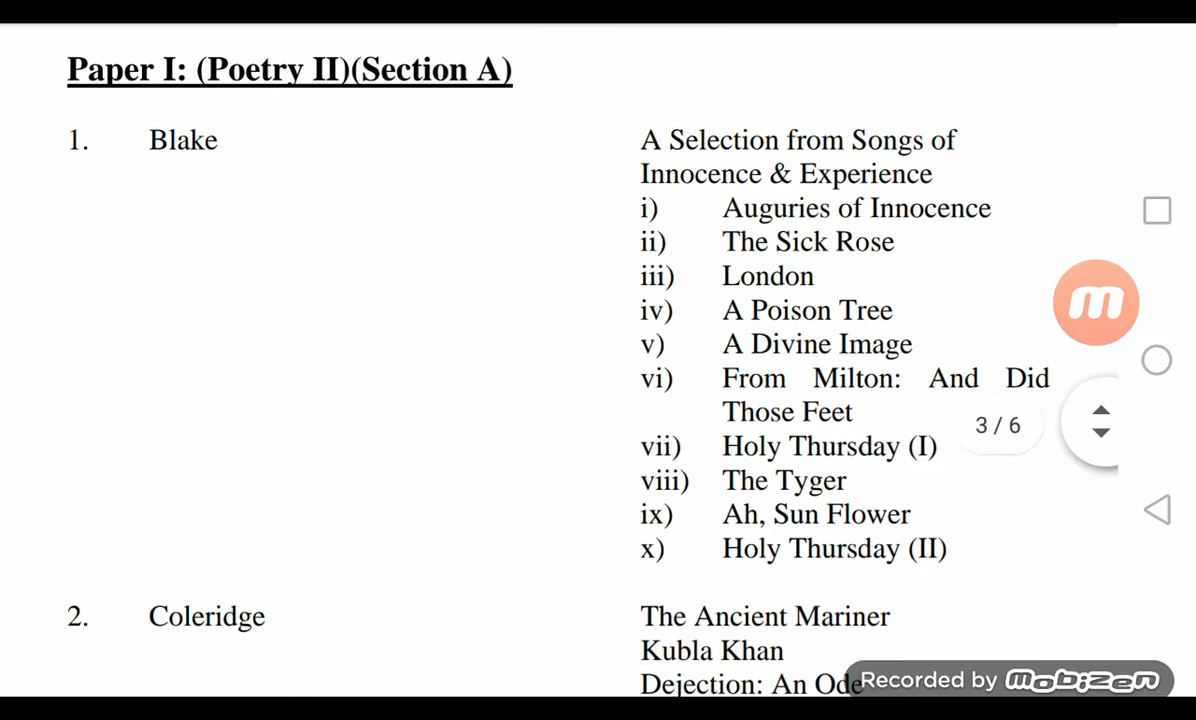 Paper I: (Poetry II)(Section A)
1. Blake A Selection from Songs of
Innocence & Experience
i) Auguries of Innocence
ii) The Sick Rose
iii) London
iv) A Poison Tree
v) A Divine Image
vi) From Milton: And Did
Those Feet
3 / 6
vii) Holy Thursday (I)
viii) The Tyger
ix) Ah, Sun Flower
x) Holy Thursday (II)
2. Coleridge The Ancient Mariner
Kubla Khan
Dejection: An Ode
Recorded by mobizen